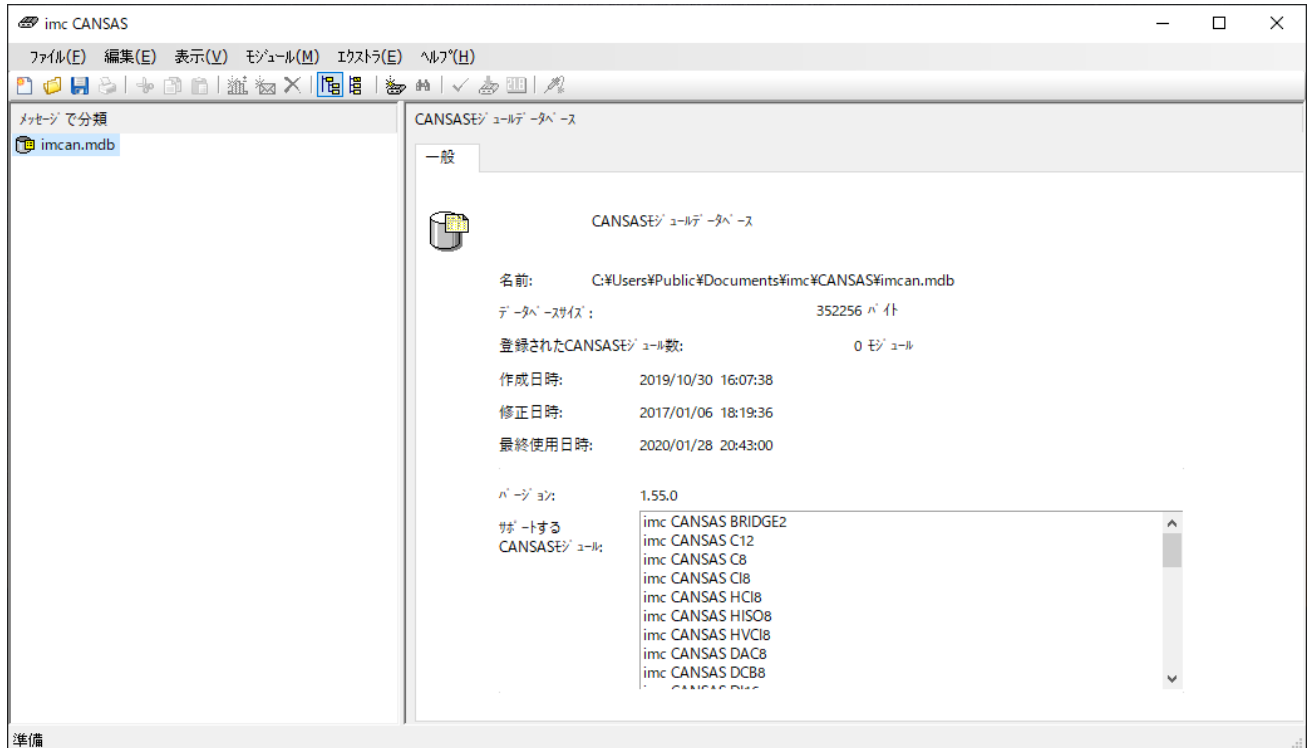 imc CANSAS
ﾌｧｲﾙ(F) 編集(E) 表示(V) ﾓｼﾞｭｰﾙ(M) ｴｸｽﾄﾗ(E) ﾍﾙﾌﾟ(H)
ﾒｯｾｰｼﾞで分類
imcan.mdb
CANSASﾓｼﾞｭｰﾙﾃﾞｰﾀﾍﾞｰｽ
一般
CANSASﾓｼﾞｭｰﾙﾃﾞｰﾀﾍﾞｰｽ
名前: C:¥Users¥Public¥Documents¥imc¥CANSAS¥imcan.mdb
ﾃﾞｰﾀﾍﾞｰｽｻｲｽﾞ: 352256 ﾊﾞｲﾄ
登録されたCANSASﾓｼﾞｭｰﾙ数: 0 ﾓｼﾞｭｰﾙ
作成日時: 2019/10/30 16:07:38
修正日時: 2017/01/06 18:19:36
最終使用日時: 2020/01/28 20:43:00
ﾊﾞｰｼﾞｮﾝ: 1.55.0
ｻﾎﾟｰﾄする
CANSASﾓｼﾞｭｰﾙ:
imc CANSAS BRIDGE2
imc CANSAS C12
imc CANSAS C8
imc CANSAS CI8
imc CANSAS HCI8
imc CANSAS HISO8
imc CANSAS HVCI8
imc CANSAS DAC8
imc CANSAS DCB8
準備